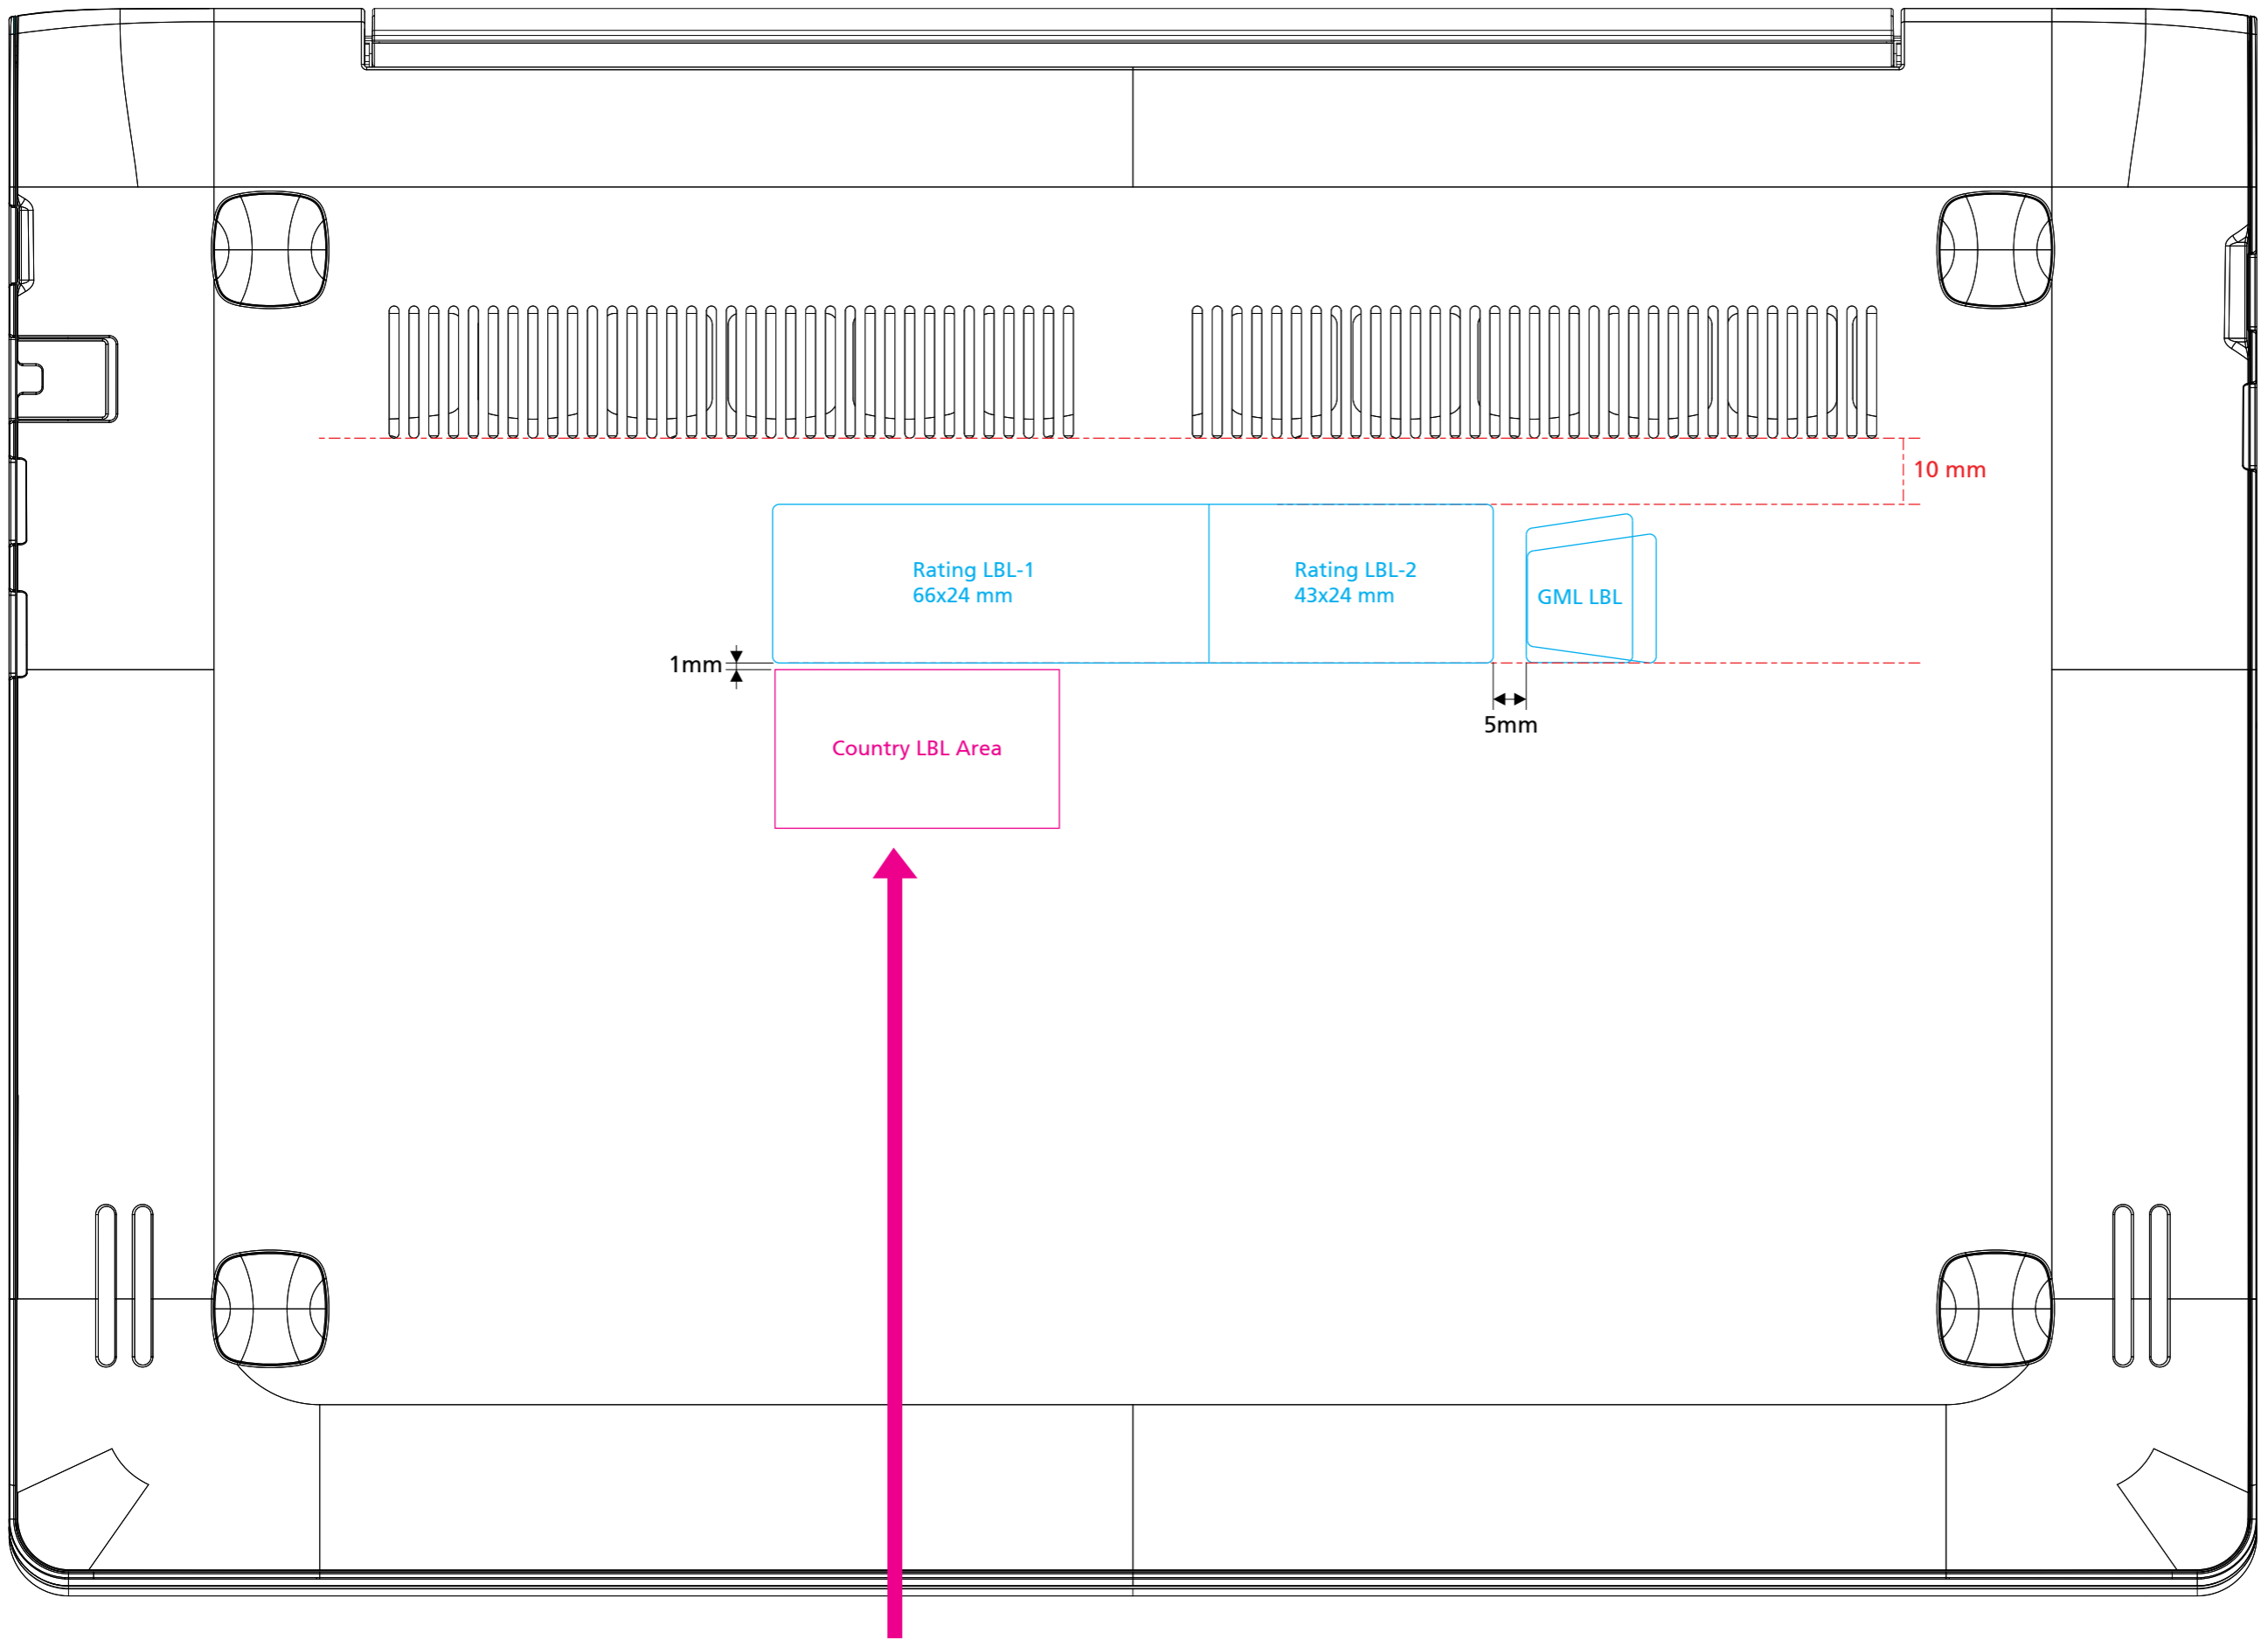 10 mm
Rating LBL-1
66x24 mm
Rating LBL-2
43x24 mm
GML LBL
1mm
5mm
Country LBL Area